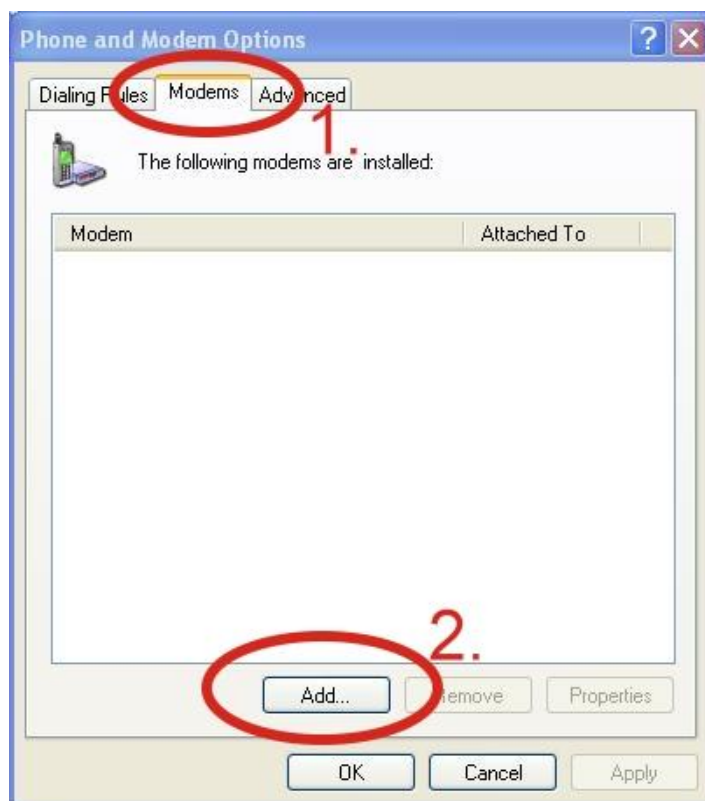 Phone and Modem Options
Dialing Rules Modems Advanced
1.
The following modems are installed:
Modem Attached To
2.
Add... Remove Properties
OK Cancel Apply